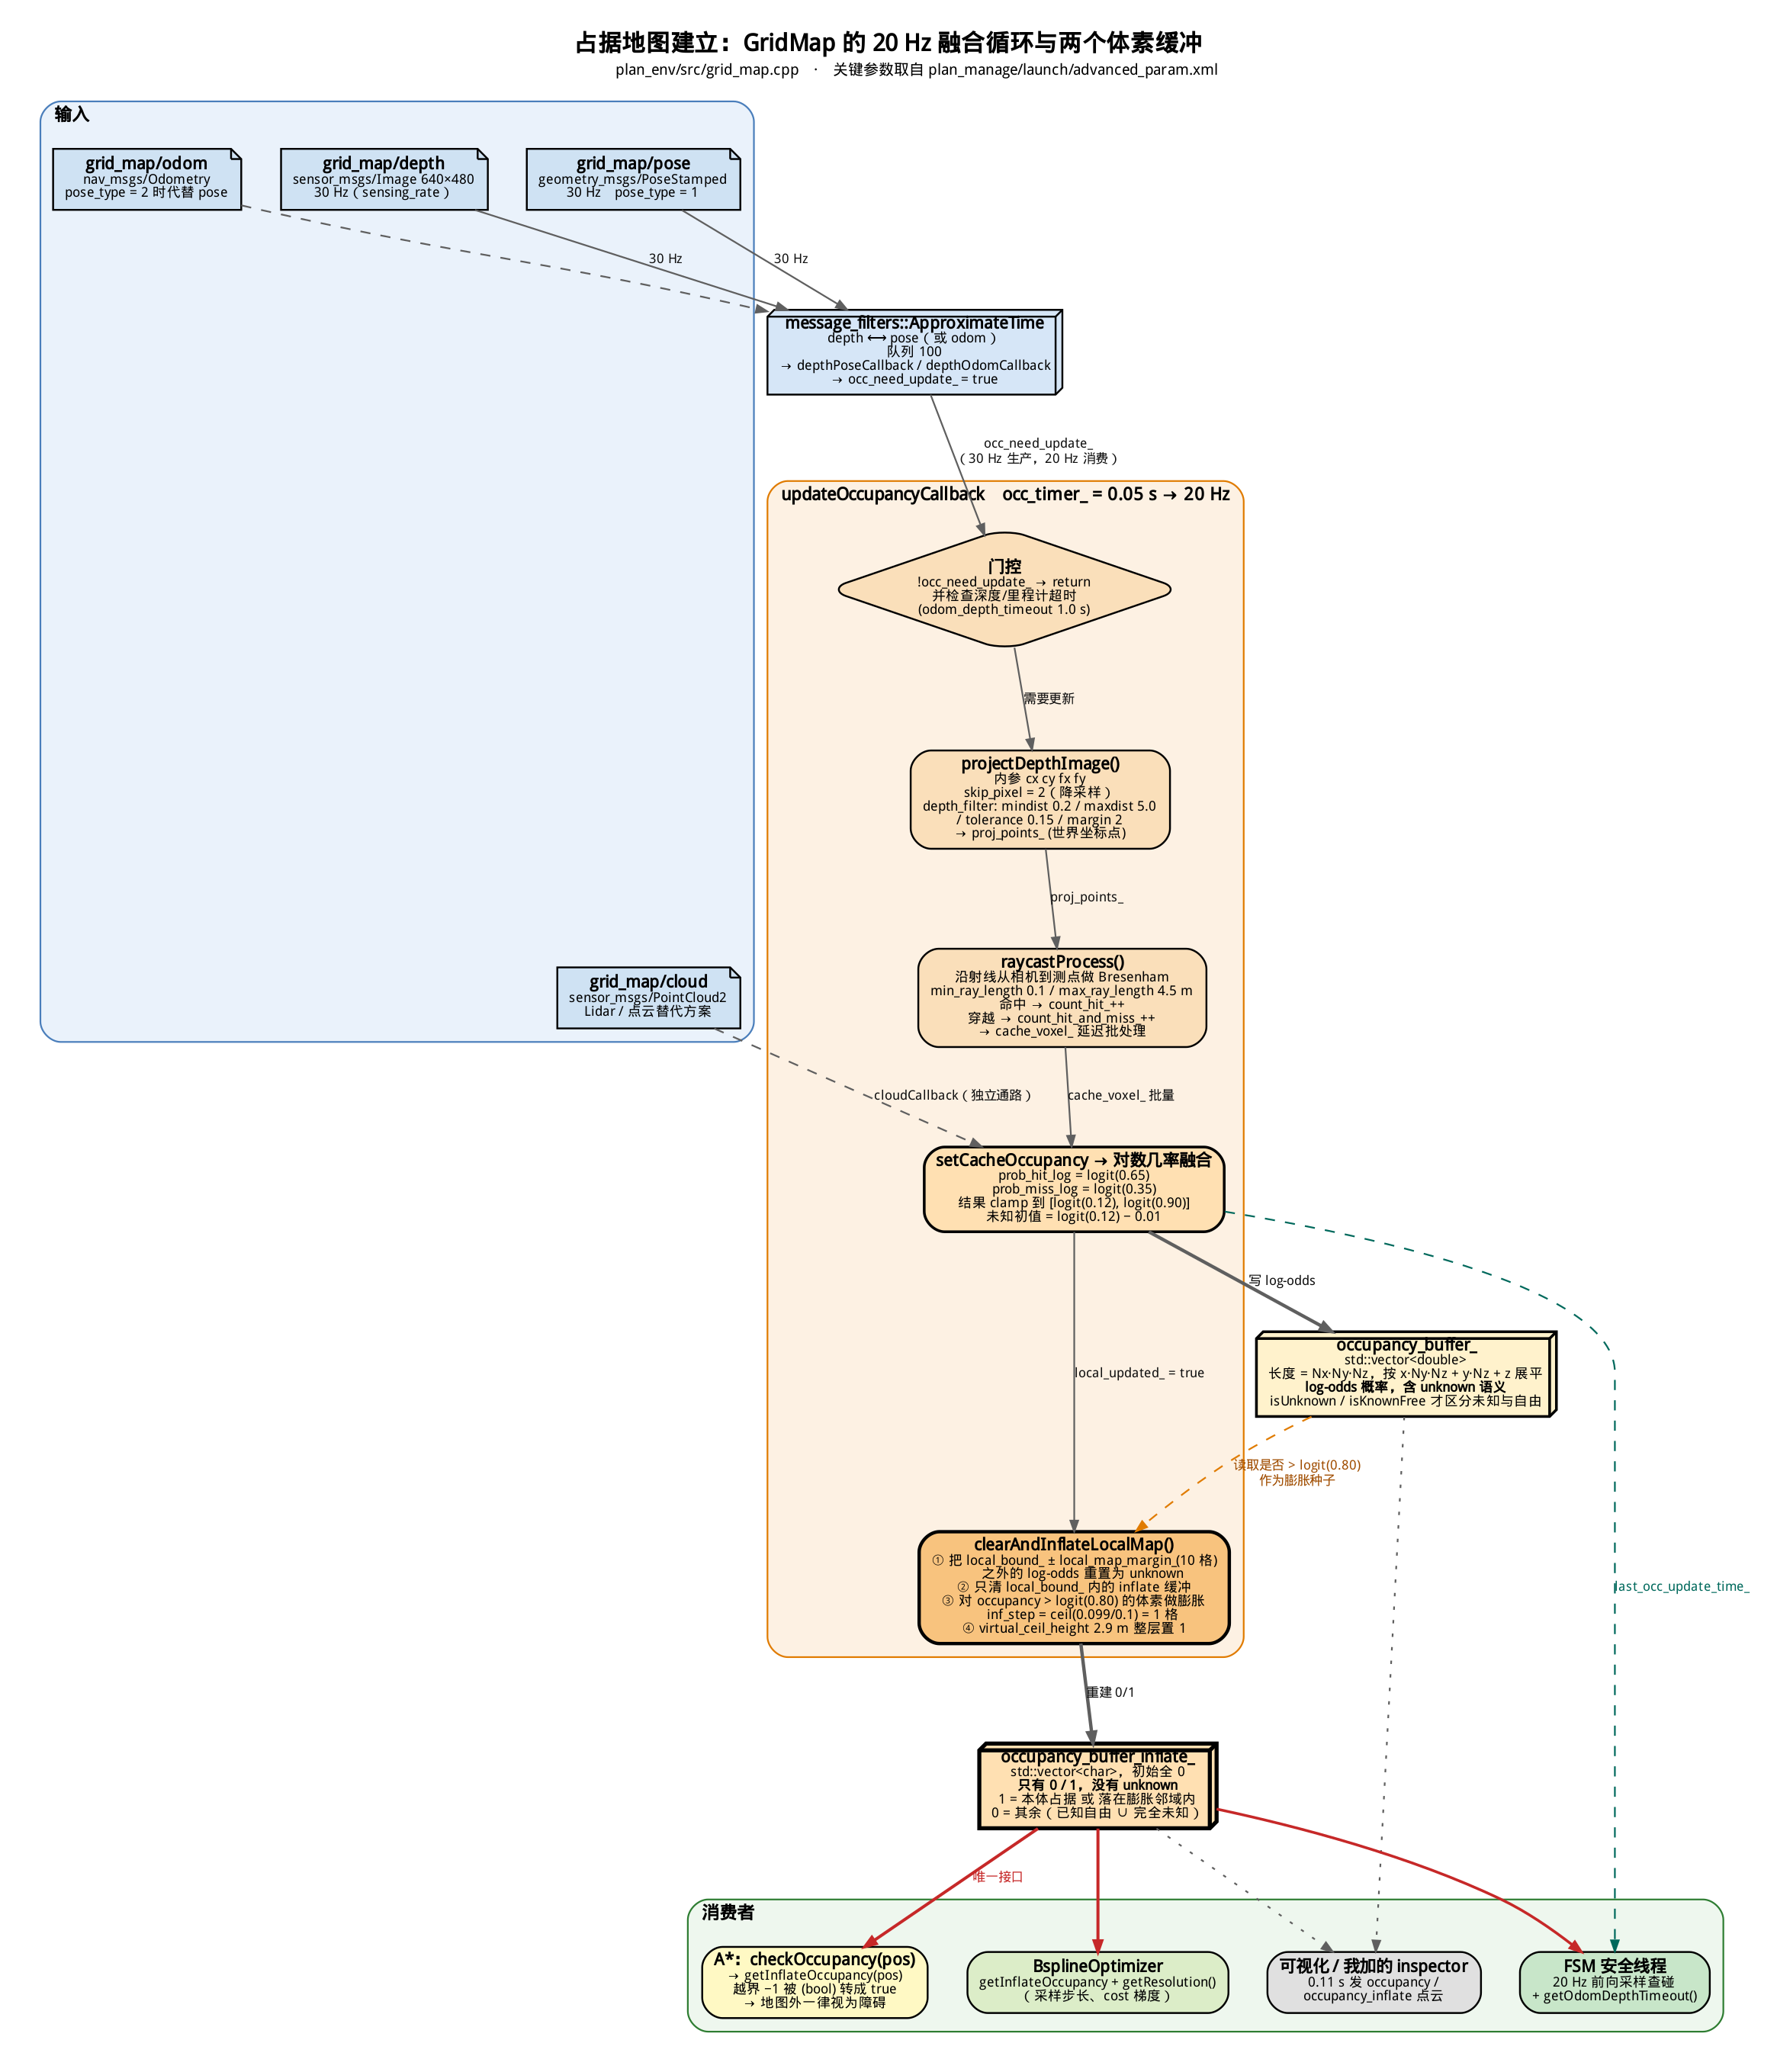 占据地图建立：GridMap 的 20 Hz 融合循环与两个体素缓冲
plan_env/src/grid_map.cpp · 关键参数取自 plan_manage/launch/advanced_param.xml
输入
grid_map/odom
nav_msgs/Odometry
pose_type = 2 时代替 pose
grid_map/depth
sensor_msgs/Image 640×480
30 Hz（sensing_rate）
grid_map/pose
geometry_msgs/PoseStamped
30 Hz pose_type = 1
30 Hz
30 Hz
message_filters::ApproximateTime
depth ⟷ pose（或 odom）
队列 100
→ depthPoseCallback / depthOdomCallback
→ occ_need_update_ = true
occ_need_update_
（30 Hz 生产，20 Hz 消费）
updateOccupancyCallback occ_timer_ = 0.05 s → 20 Hz
门控
!occ_need_update_ → return
并检查深度/里程计超时
(odom_depth_timeout 1.0 s)
需要更新
projectDepthImage()
内参 cx cy fx fy
skip_pixel = 2（降采样）
depth_filter: mindist 0.2 / maxdist 5.0
/ tolerance 0.15 / margin 2
→ proj_points_ (世界坐标点)
proj_points_
raycastProcess()
沿射线从相机到测点做 Bresenham
min_ray_length 0.1 / max_ray_length 4.5 m
命中 → count_hit_++
穿越 → count_hit_and_miss_++
→ cache_voxel_ 延迟批处理
grid_map/cloud
sensor_msgs/PointCloud2
Lidar / 点云替代方案
cloudCallback（独立通路）
cache_voxel_ 批量
setCacheOccupancy → 对数几率融合
prob_hit_log = logit(0.65)
prob_miss_log = logit(0.35)
结果 clamp 到 [logit(0.12), logit(0.90)]
未知初值 = logit(0.12) − 0.01
写 log-odds
occupancy_buffer_
std::vector<double>
长度 = Nx·Ny·Nz，按 x·Ny·Nz + y·Nz + z 展平
log-odds 概率，含 unknown 语义
isUnknown / isKnownFree 才区分未知与自由
local_updated_ = true
读取是否 > logit(0.80)
作为膨胀种子
clearAndInflateLocalMap()
① 把 local_bound_ ± local_map_margin_(10 格)
之外的 log-odds 重置为 unknown
② 只清 local_bound_ 内的 inflate 缓冲
③ 对 occupancy > logit(0.80) 的体素做膨胀
inf_step = ceil(0.099/0.1) = 1 格
④ virtual_ceil_height 2.9 m 整层置 1
last_occ_update_time_
重建 0/1
occupancy_buffer_inflate_
std::vector<char>，初始全 0
只有 0 / 1，没有 unknown
1 = 本体占据 或 落在膨胀邻域内
0 = 其余（已知自由 ∪ 完全未知）
唯一接口
消费者
A*：checkOccupancy(pos)
→ getInflateOccupancy(pos)
越界 −1 被 (bool) 转成 true
→ 地图外一律视为障碍
BsplineOptimizer
getInflateOccupancy + getResolution()
（采样步长、cost 梯度）
可视化 / 我加的 inspector
0.11 s 发 occupancy /
occupancy_inflate 点云
FSM 安全线程
20 Hz 前向采样查碰
+ getOdomDepthTimeout()